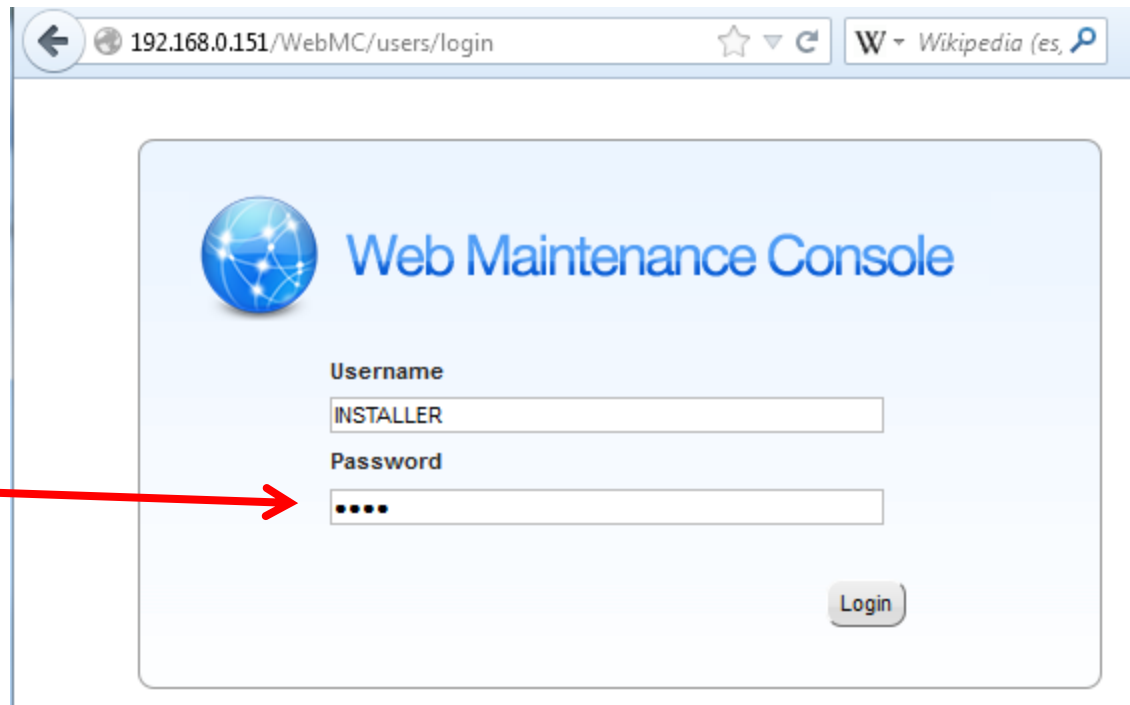 192.168.0.151/WebMC/users/login W Wikipedia (es,
Web Maintenance Console
Username
INSTALLER
Password
••••
Login